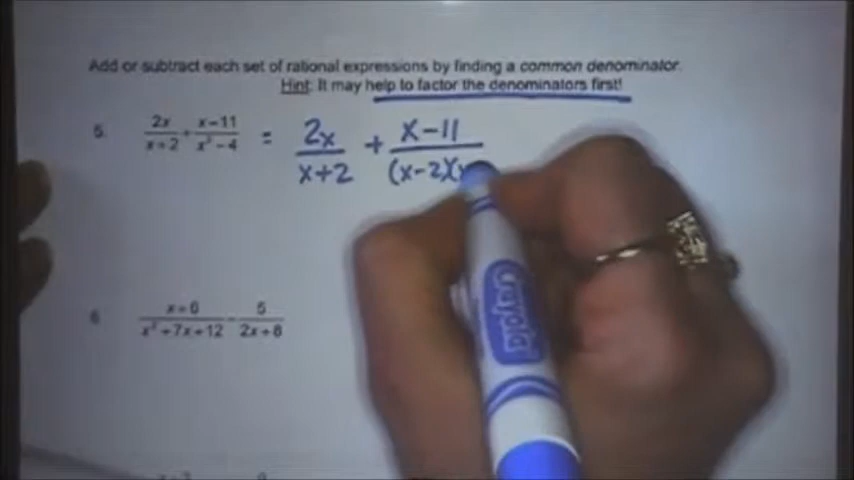 Add or subtract each set of rational expressions by finding a common denominator.
Hint: It may help to factor the denominators first!
5. 2x/x+2 + x-11/x²-4 = 2x/x+2 + x-11/(x-2)(x
6. /x²+7x+12 - 5/2x+8
Crayola